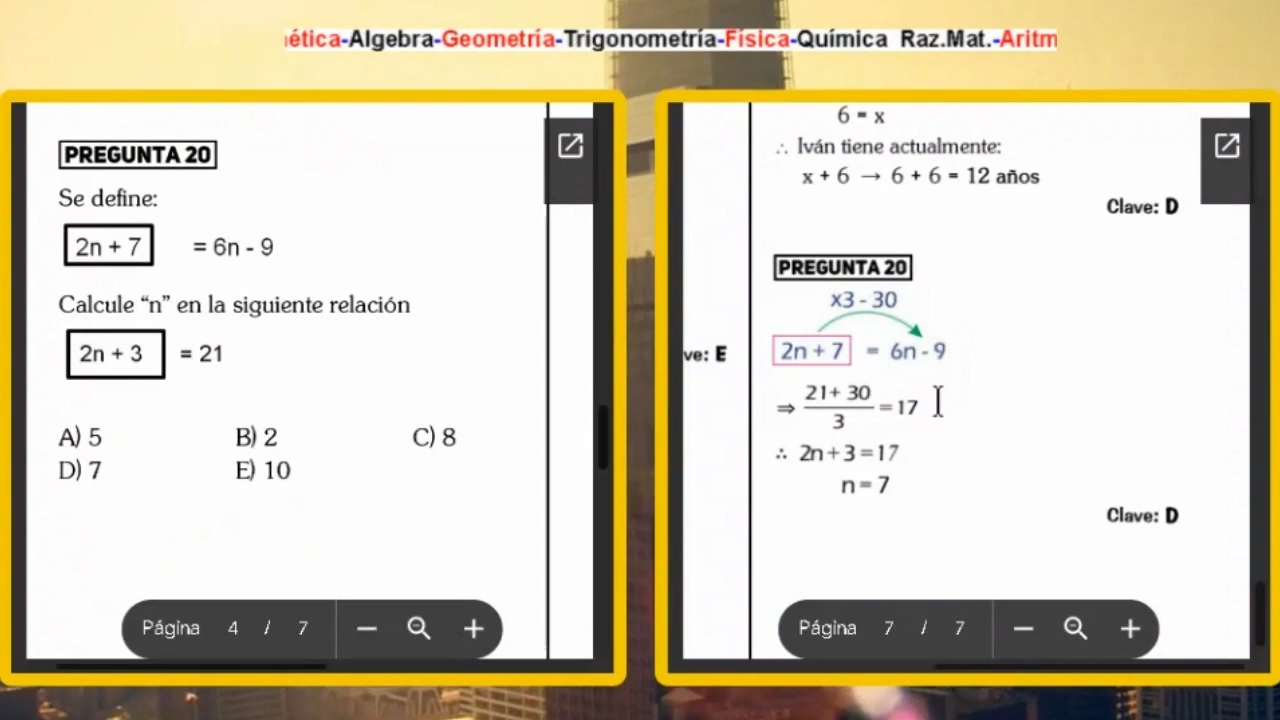 ética-Algebra-Geometría-Trigonometría-Física-Química Raz.Mat.-Aritm
PREGUNTA 20
Se define:
2n + 7 = 6n - 9
Calcule “n” en la siguiente relación
2n + 3 = 21
A) 5 B) 2 C) 8
D) 7 E) 10
Página 4 / 7
6 = x
∴ Iván tiene actualmente:
x + 6 → 6 + 6 = 12 años
Clave: D
PREGUNTA 20
x3 - 30
ve: E
2n + 7 = 6n - 9
⇒ 21+ 30 / 3 = 17
∴ 2n + 3 = 17
n = 7
Clave: D
Página 7 / 7